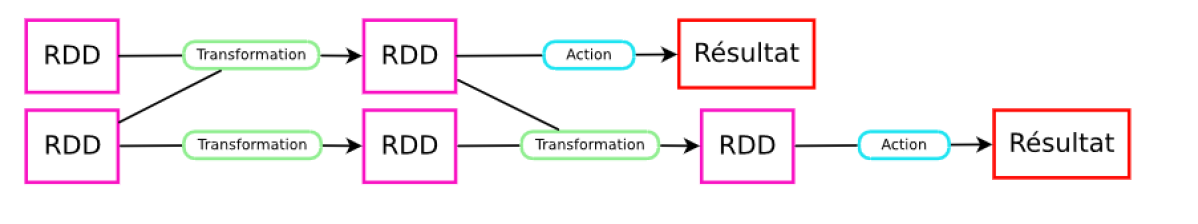 RDD
Transformation
RDD
Action
Résultat
RDD
Transformation
RDD
Transformation
RDD
Action
Résultat